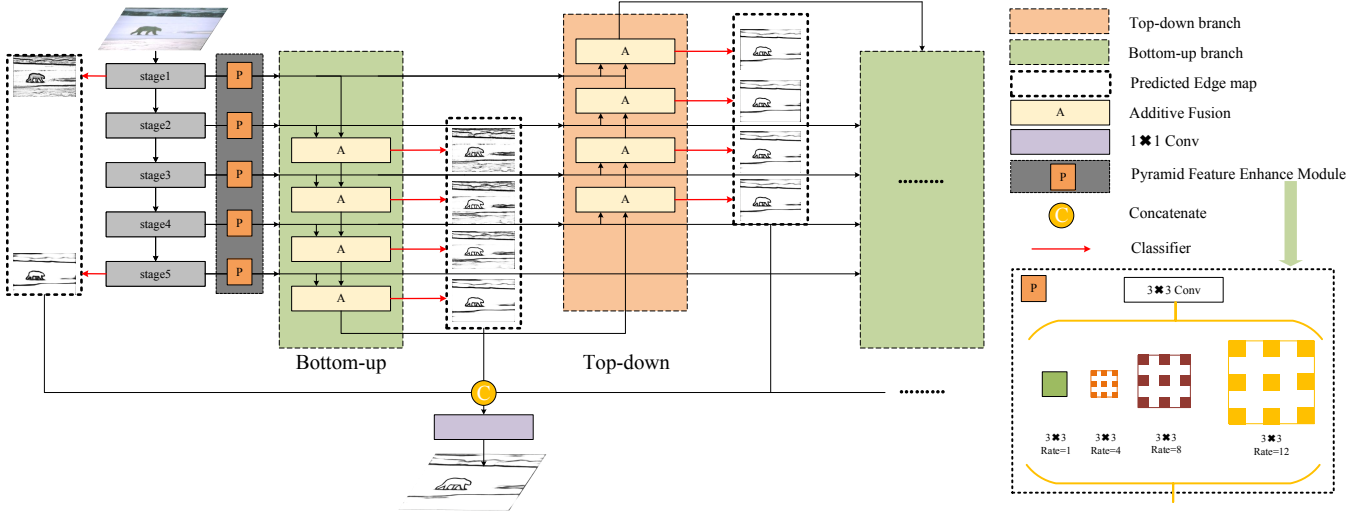 stage1
stage2
stage3
stage4
stage5
P
P
P
P
P
A
A
A
A
Bottom-up
A
A
A
A
Top-down
.........
.........
C
Top-down branch
Bottom-up branch
Predicted Edge map
A
Additive Fusion
1✖1 Conv
P
Pyramid Feature Enhance Module
C
Concatenate
Classifier
P
3✖3 Conv
3✖3
Rate=1
3✖3
Rate=4
3✖3
Rate=8
3✖3
Rate=12